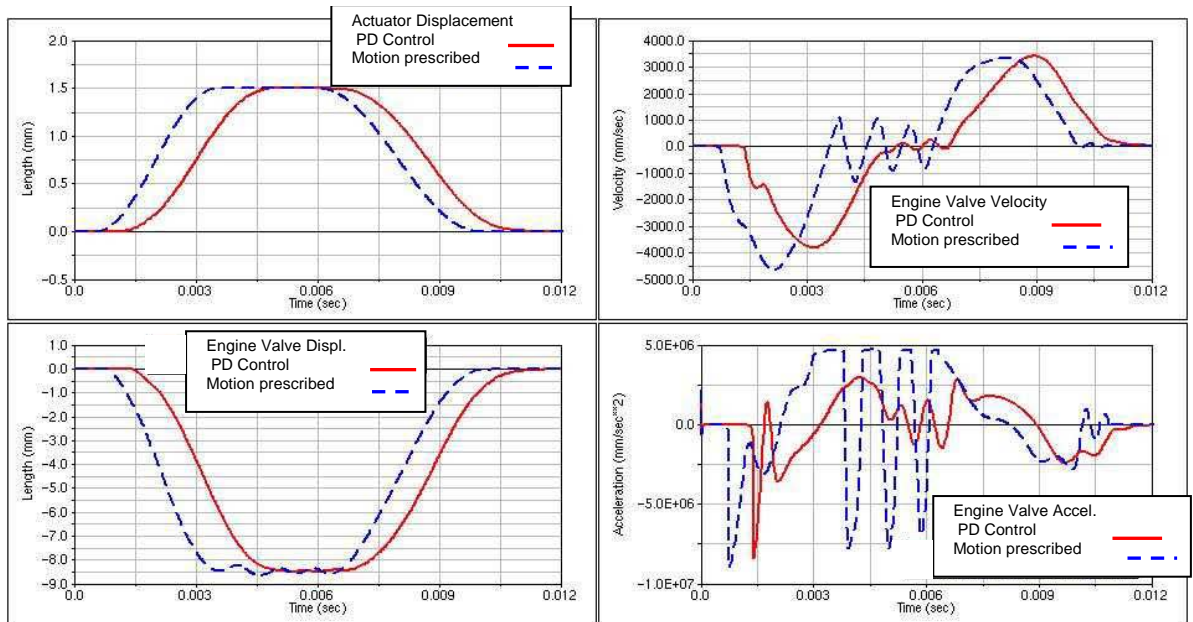 Actuator Displacement
PD Control
Motion prescribed
2.0
1.5
1.0
0.5
0.0
−0.5
Length (mm)
0.0
0.003
0.006
0.009
0.012
Time (sec)
4000.0
3000.0
2000.0
1000.0
0.0
−1000.0
−2000.0
−3000.0
−4000.0
−5000.0
Velocity (mm/sec)
Engine Valve Velocity
PD Control
Motion prescribed
0.0
0.003
0.006
0.009
0.012
Time (sec)
Engine Valve Displ.
PD Control
Motion prescribed
1.0
0.0
−1.0
−2.0
−3.0
−4.0
−5.0
−6.0
−7.0
−8.0
−9.0
Length (mm)
0.0
0.003
0.006
0.009
0.012
Time (sec)
5.0E+06
0.0
−5.0E+06
−1.0E+07
Acceleration (mm/sec**2)
Engine Valve Accel.
PD Control
Motion prescribed
0.0
0.003
0.006
0.009
0.012
Time (sec)